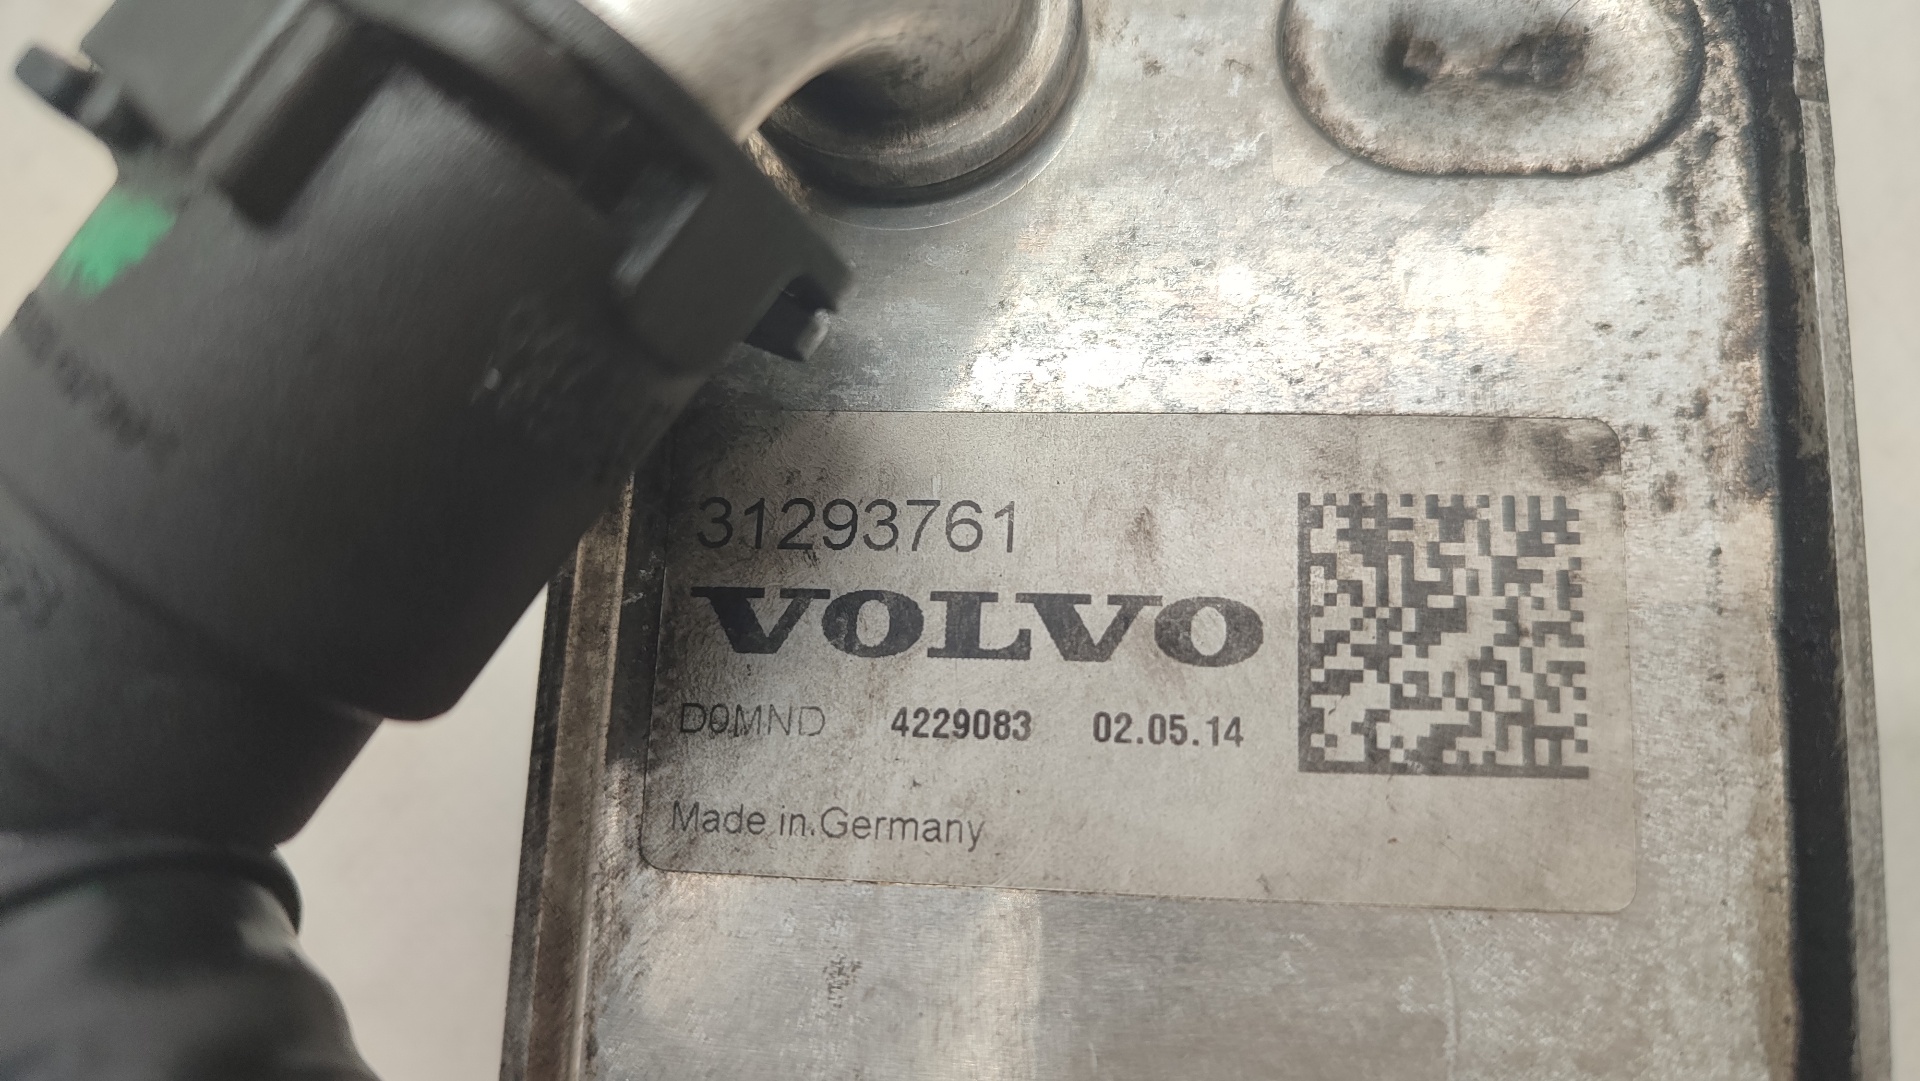 31293761
VOLVO
D0MND 4229083 02.05.14
Made in Germany